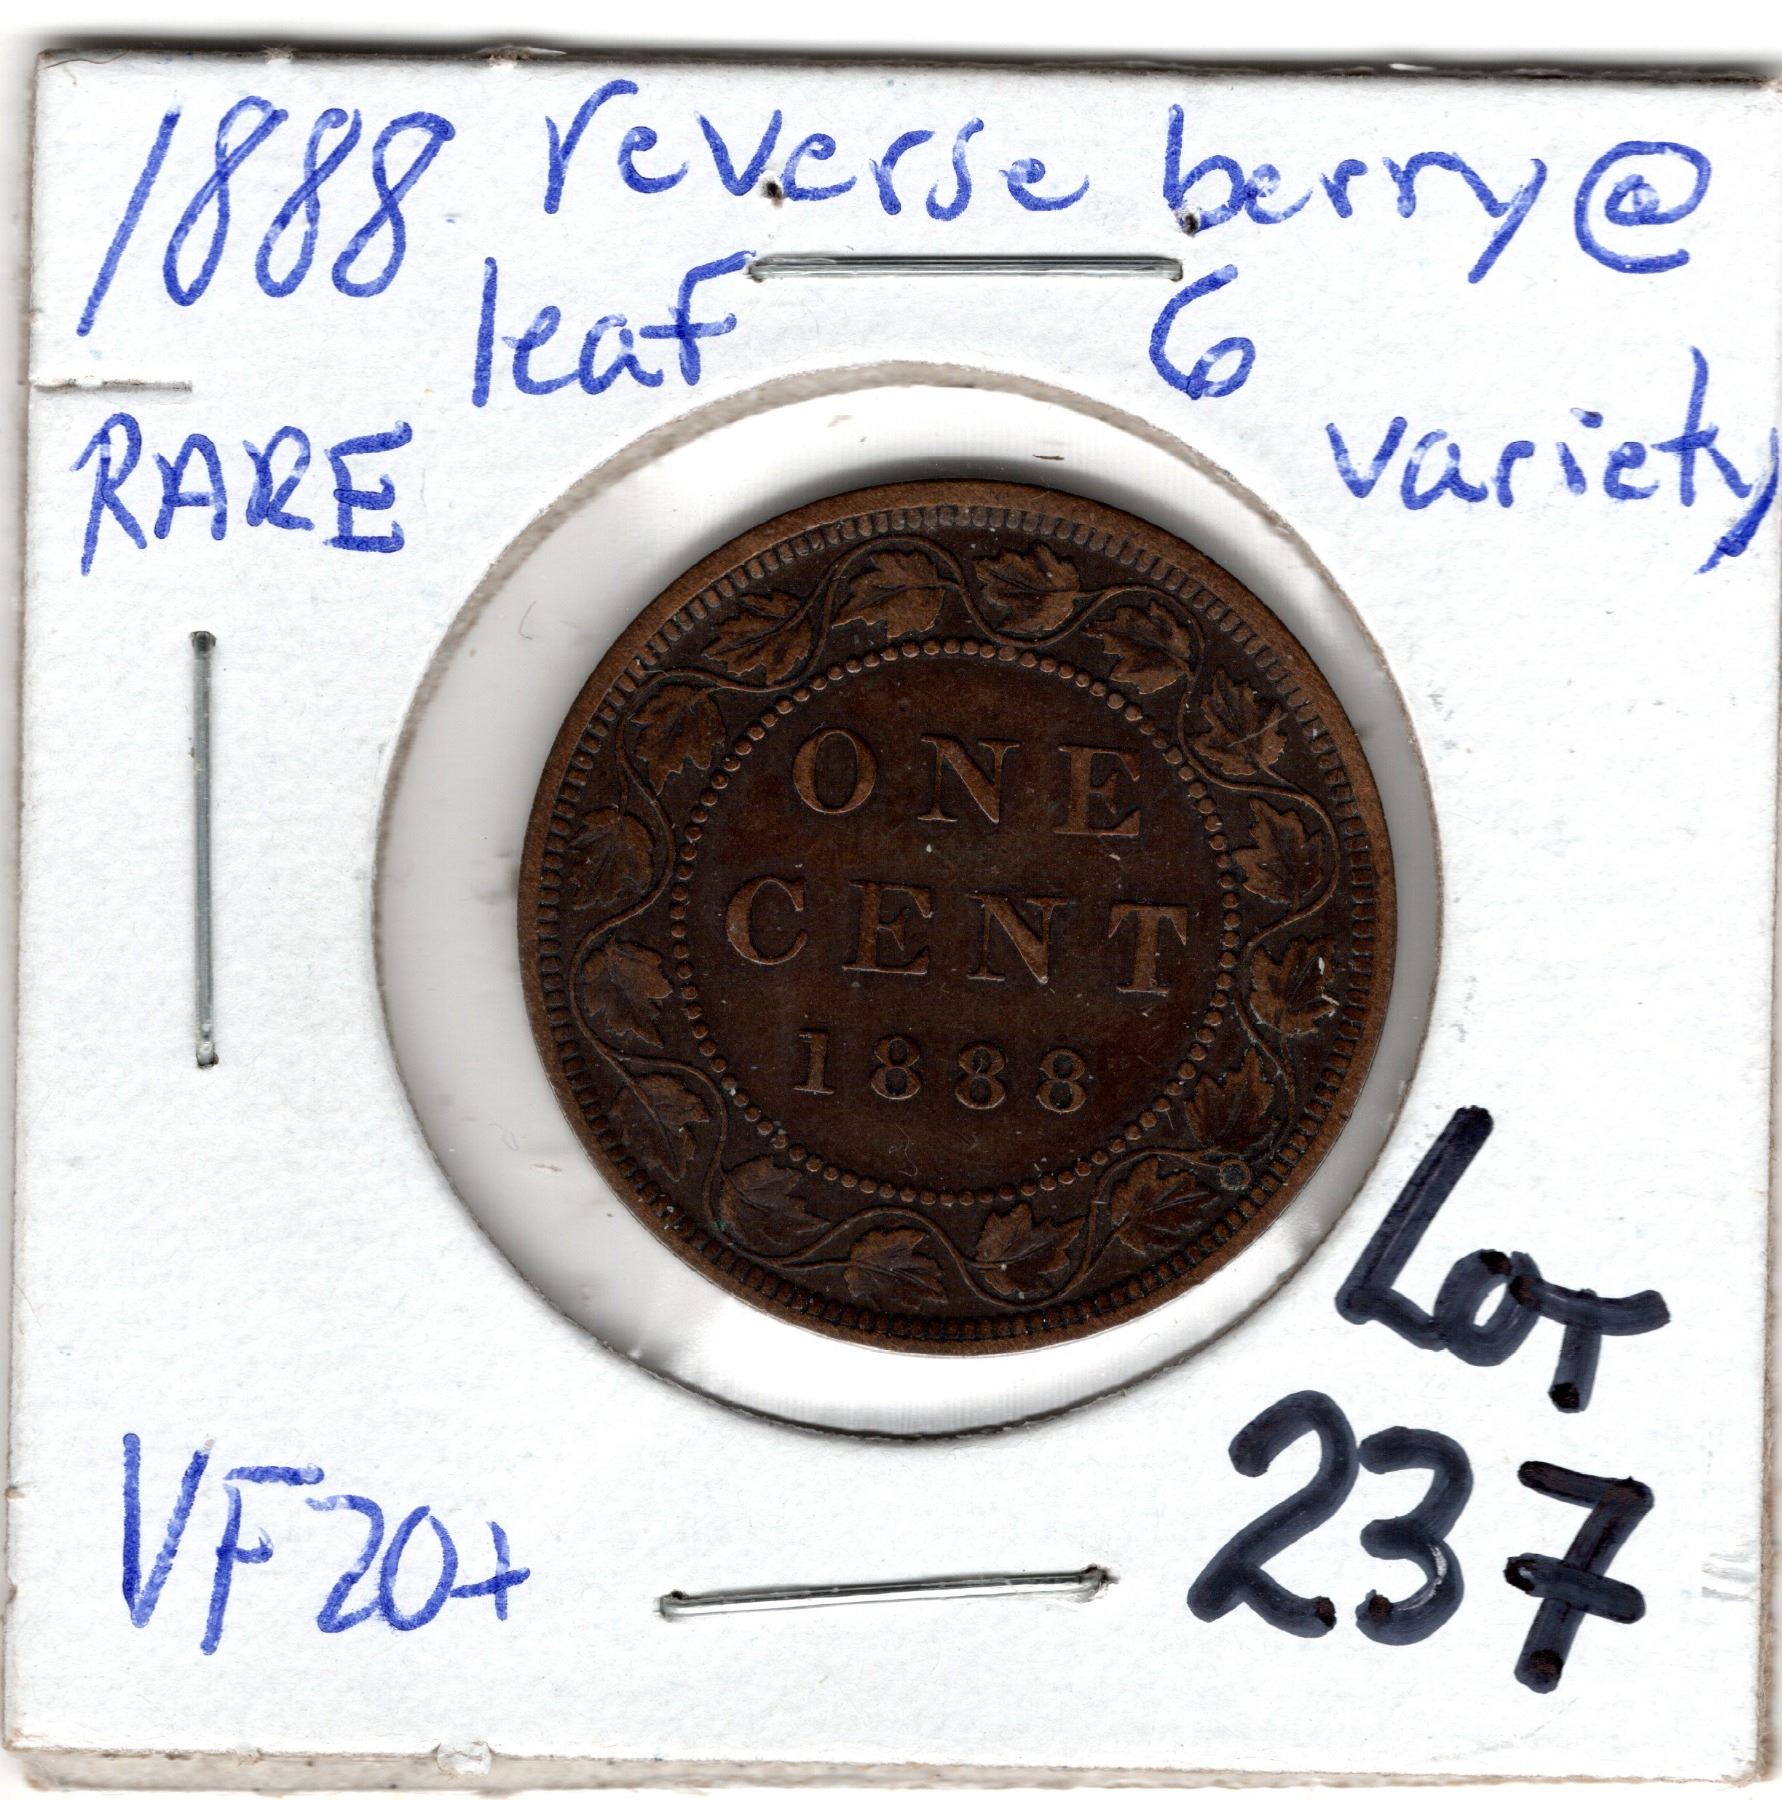 1888 reverse berry @
leaf 6
RARE variety
ONE
CENT
1888
LOT
237
VF20+